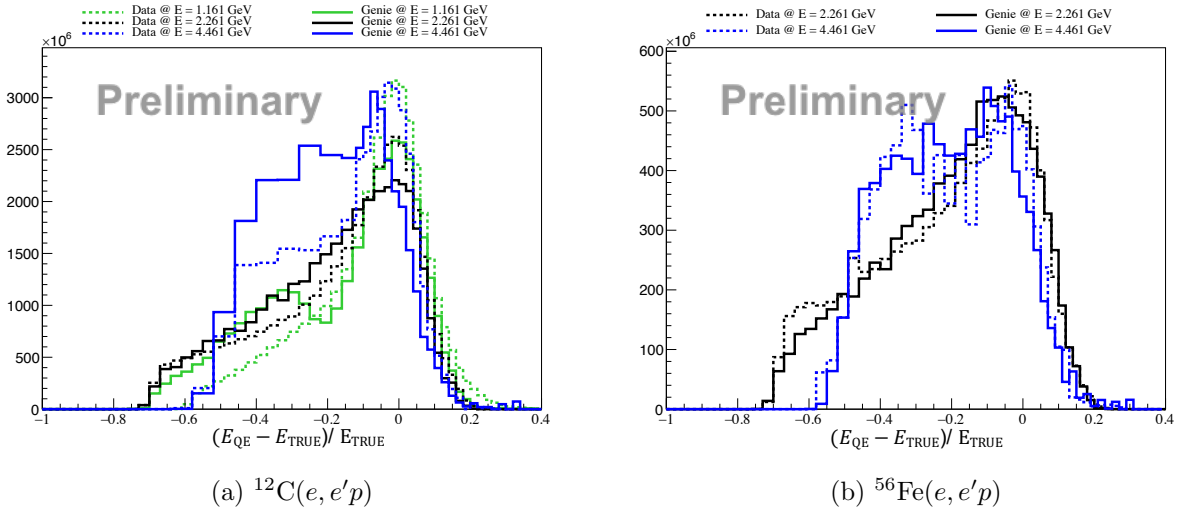 Data @ E = 1.161 GeV Genie @ E = 1.161 GeV
Data @ E = 2.261 GeV Genie @ E = 2.261 GeV
Data @ E = 4.461 GeV Genie @ E = 4.461 GeV
×10⁶
Preliminary
3000
2500
2000
1500
1000
500
0
−1 −0.8 −0.6 −0.4 −0.2 0 0.2 0.4
(E_QE − E_TRUE)/ E_TRUE
(a) ¹²C(e, e′p)
Data @ E = 2.261 GeV Genie @ E = 2.261 GeV
Data @ E = 4.461 GeV Genie @ E = 4.461 GeV
×10⁶
600
Preliminary
500
400
300
200
100
0
−1 −0.8 −0.6 −0.4 −0.2 0 0.2 0.4
(E_QE − E_TRUE)/ E_TRUE
(b) ⁵⁶Fe(e, e′p)